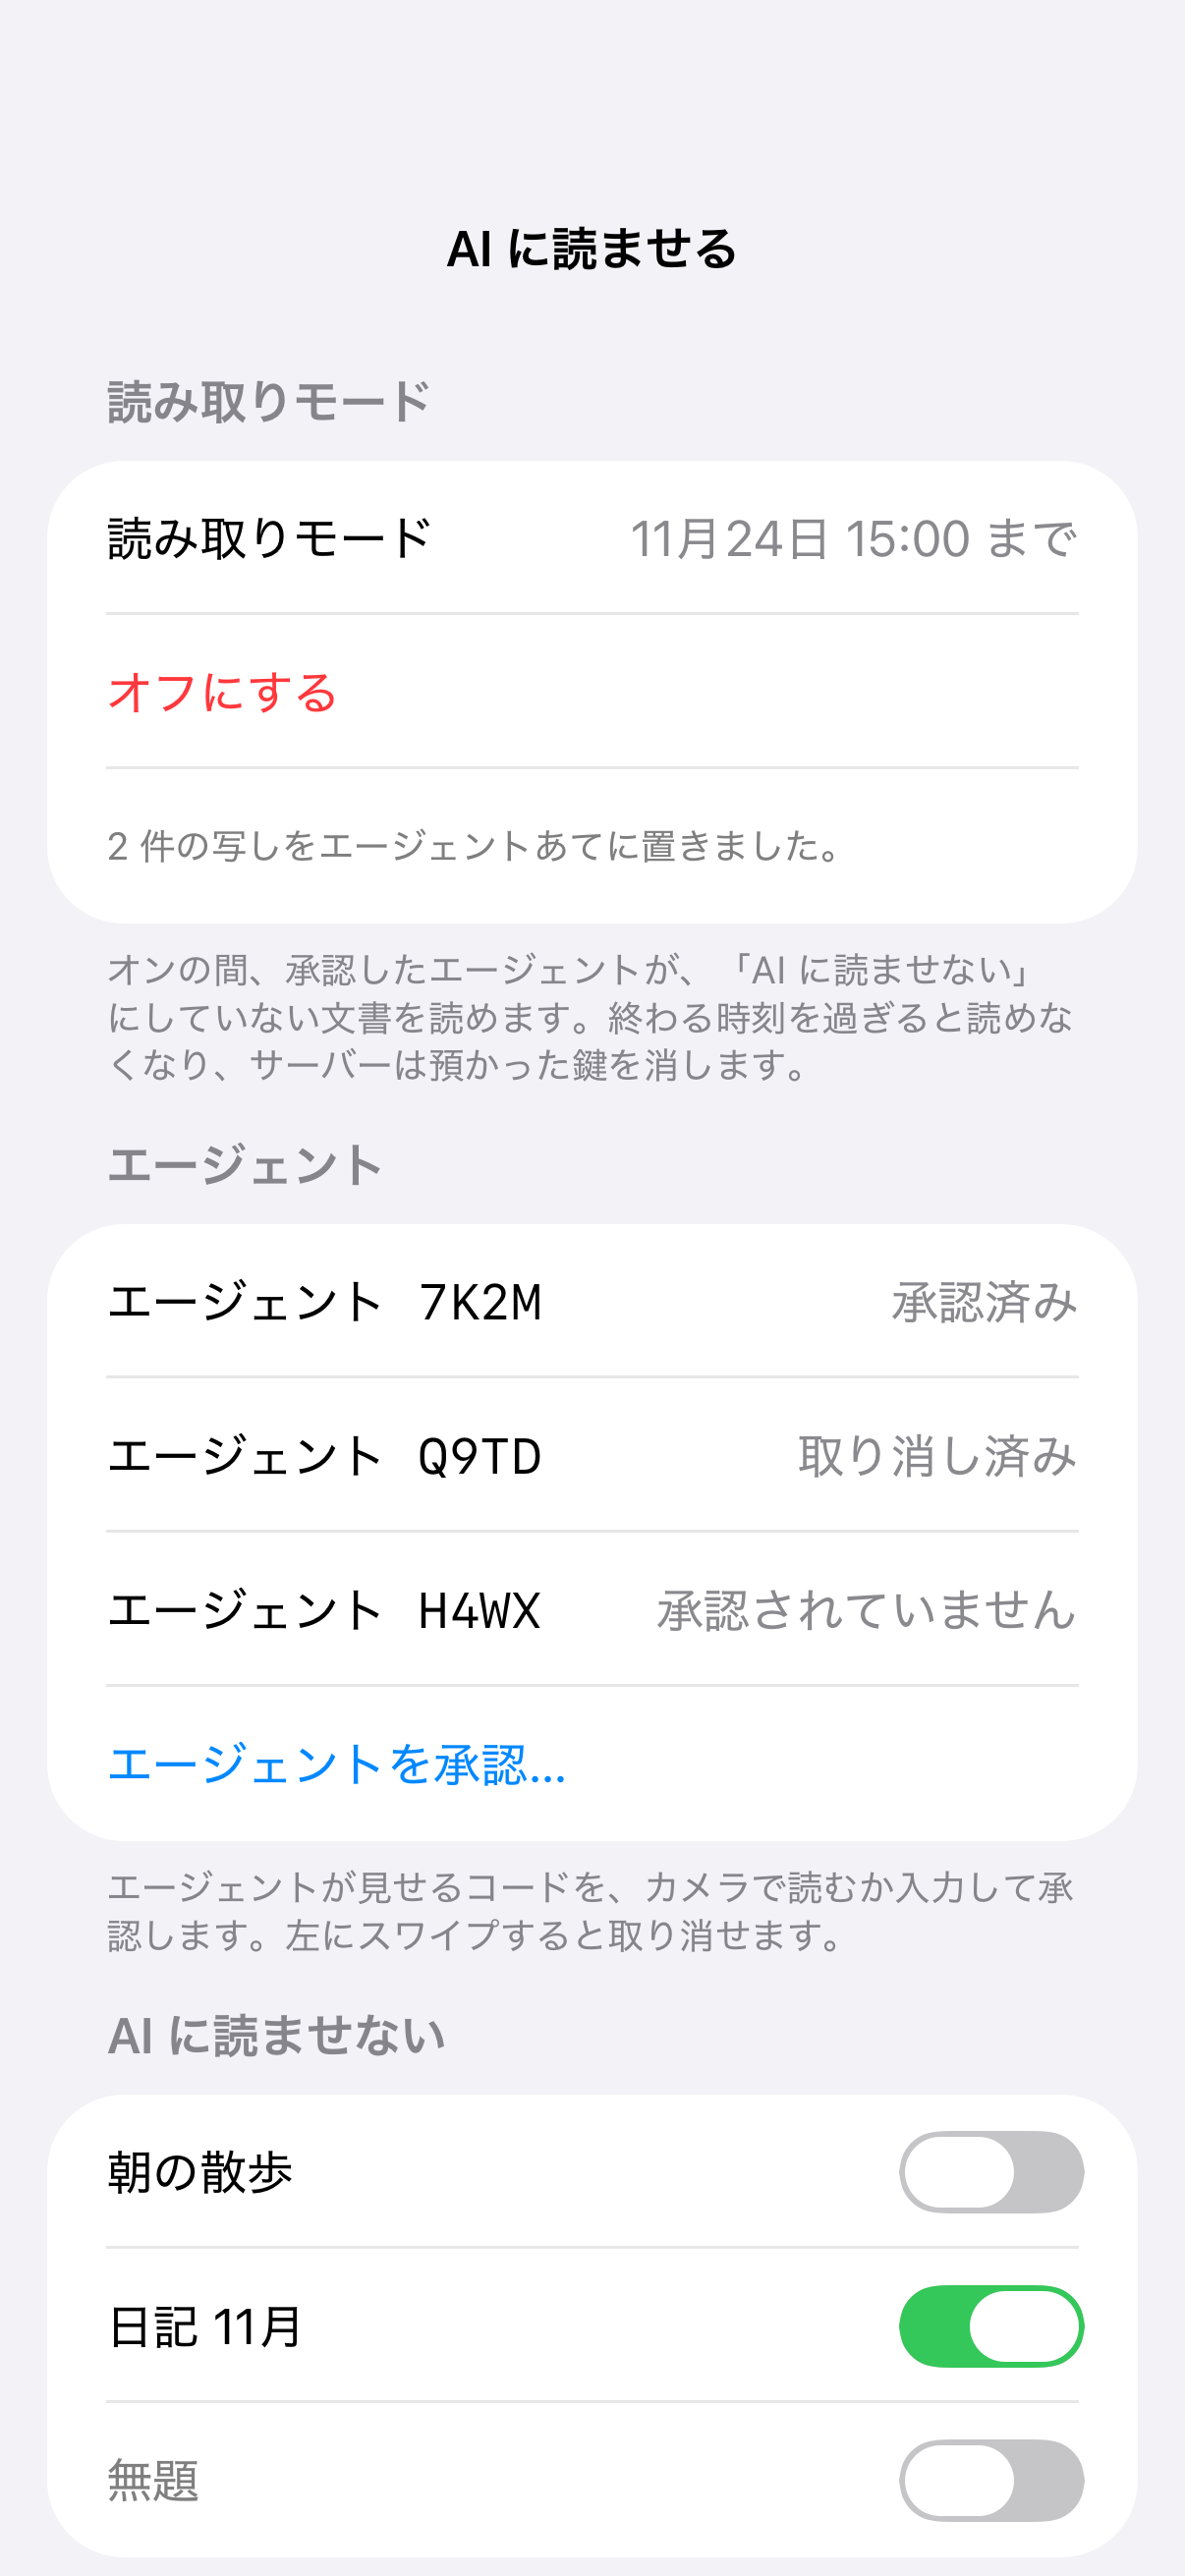 AI に読ませる
読み取りモード
読み取りモード 11月24日 15:00 まで
オフにする
2 件の写しをエージェントあてに置きました。
オンの間、承認したエージェントが、「AI に読ませない」
にしていない文書を読めます。終わる時刻を過ぎると読めな
くなり、サーバーは預かった鍵を消します。
エージェント
エージェント 7K2M 承認済み
エージェント Q9TD 取り消し済み
エージェント H4WX 承認されていません
エージェントを承認...
エージェントが見せるコードを、カメラで読むか入力して承
認します。左にスワイプすると取り消せます。
AI に読ませない
朝の散歩
日記 11月
無題